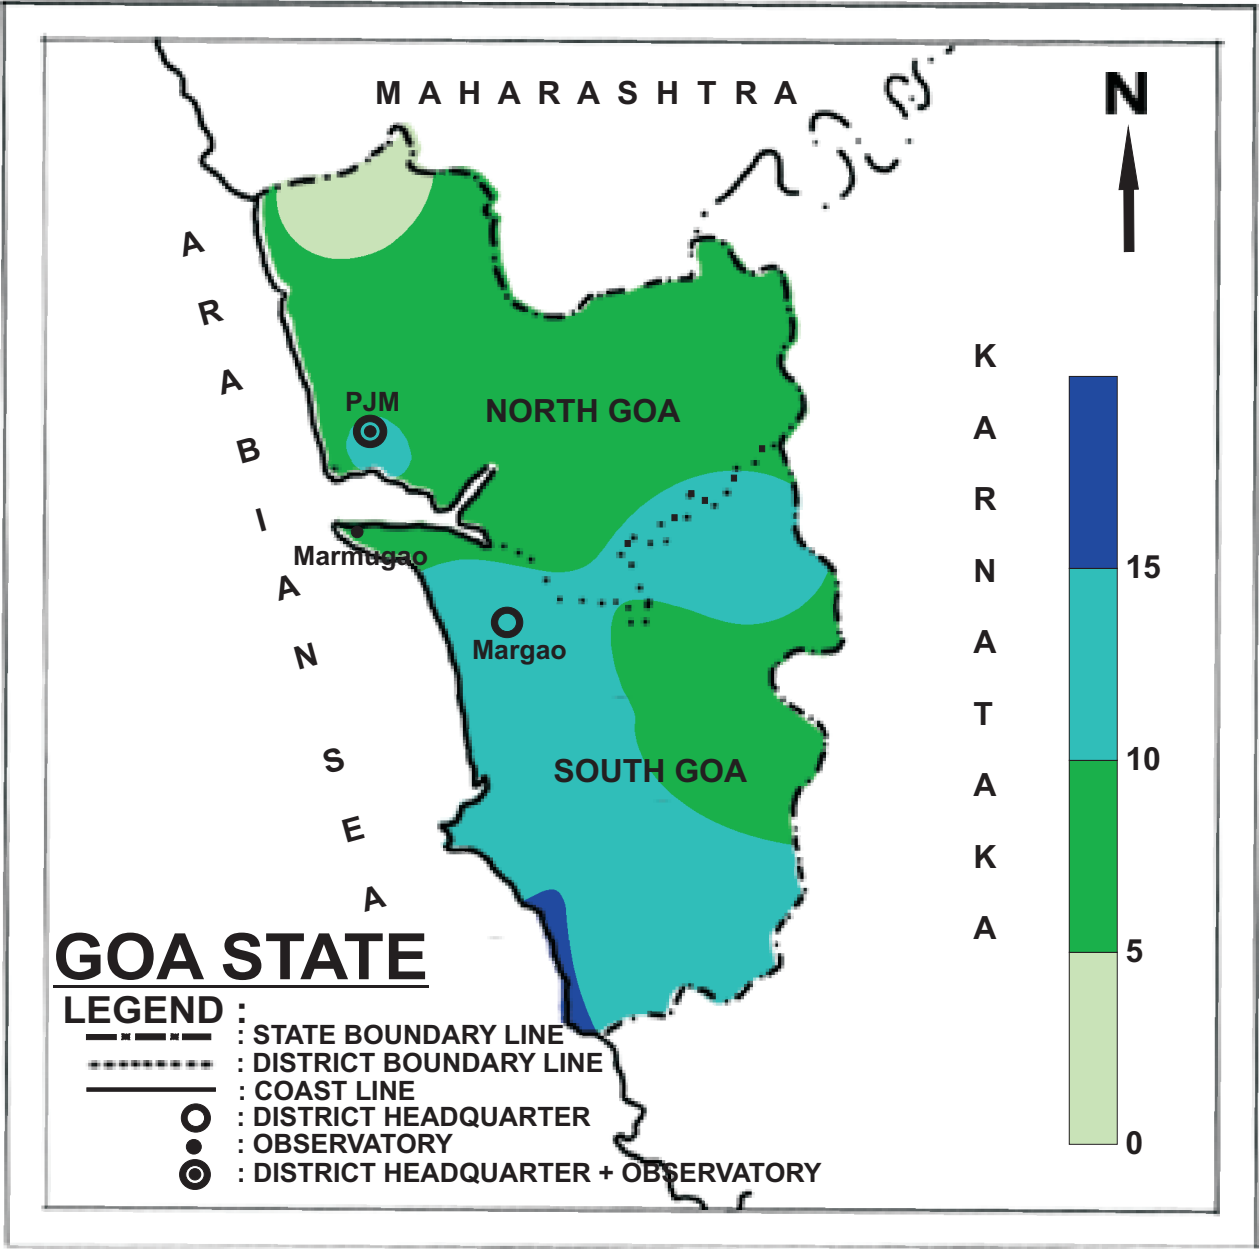 MAHARASHTRA
N
ARABIAN SEA
KARNATAKA
PJM
NORTH GOA
Marmugao
Margao
SOUTH GOA
15
10
5
0
GOA STATE
LEGEND :
: STATE BOUNDARY LINE
: DISTRICT BOUNDARY LINE
: COAST LINE
: DISTRICT HEADQUARTER
: OBSERVATORY
: DISTRICT HEADQUARTER + OBSERVATORY